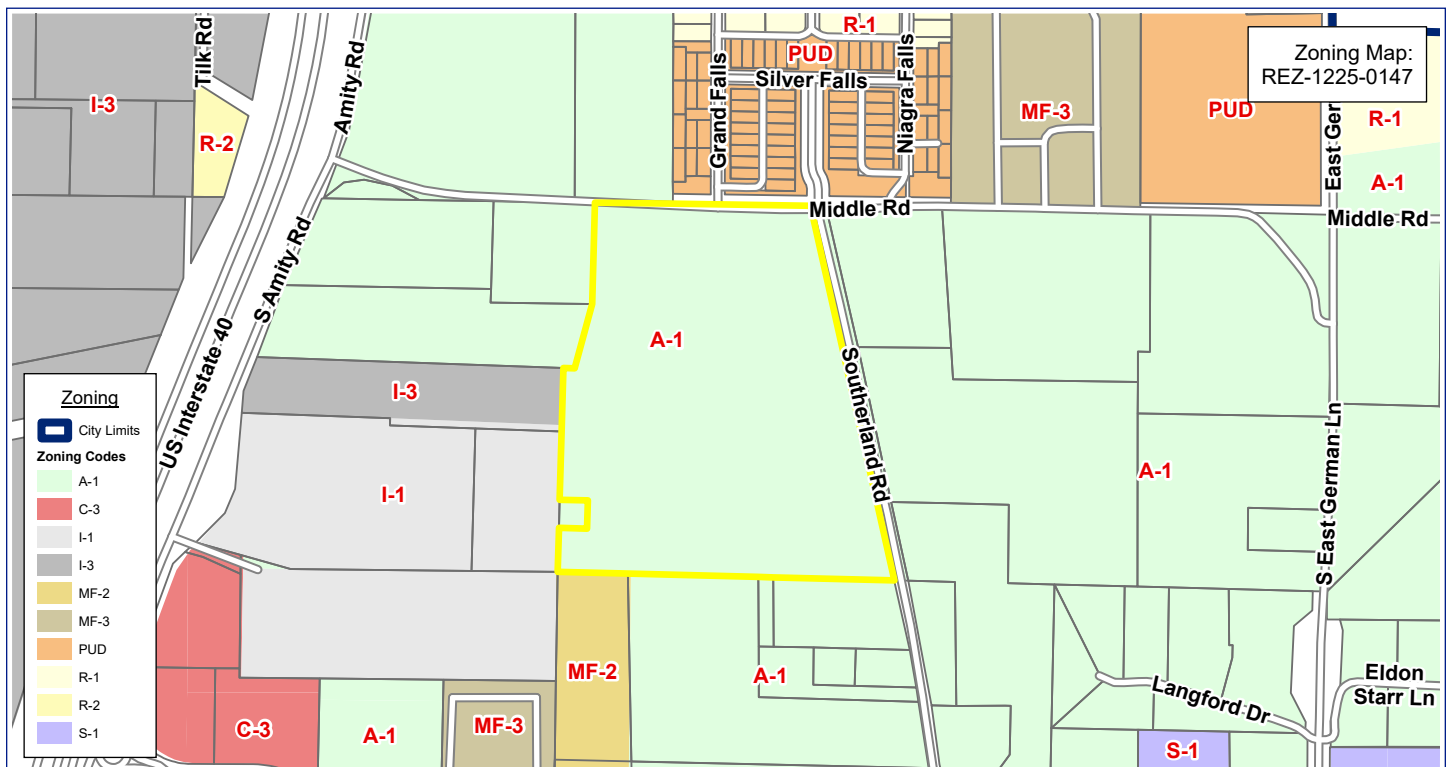 Zoning Map:
REZ-1225-0147
Tilk Rd
I-3
R-2
Amity Rd
S Amity Rd
US Interstate 40
R-1
PUD
Silver Falls
Grand Falls
Niagra Falls
MF-3
PUD
East Ger
R-1
A-1
Middle Rd
Middle Rd
A-1
Southerland Rd
I-3
I-1
A-1
S East German Ln
MF-2
A-1
Langford Dr
Eldon
Starr Ln
C-3
A-1
MF-3
S-1
Zoning
City Limits
Zoning Codes
A-1
C-3
I-1
I-3
MF-2
MF-3
PUD
R-1
R-2
S-1